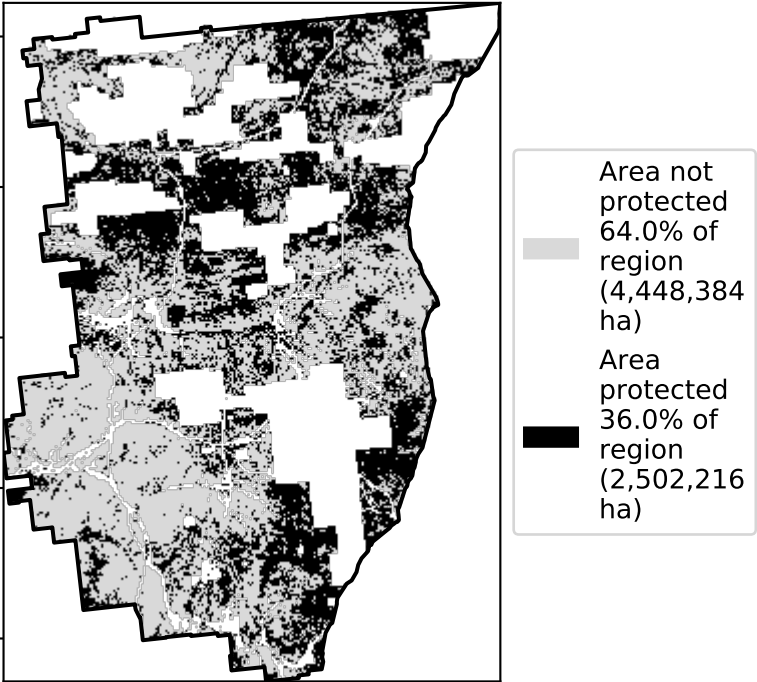 Area not
protected
64.0% of
region
(4,448,384
ha)
Area
protected
36.0% of
region
(2,502,216
ha)